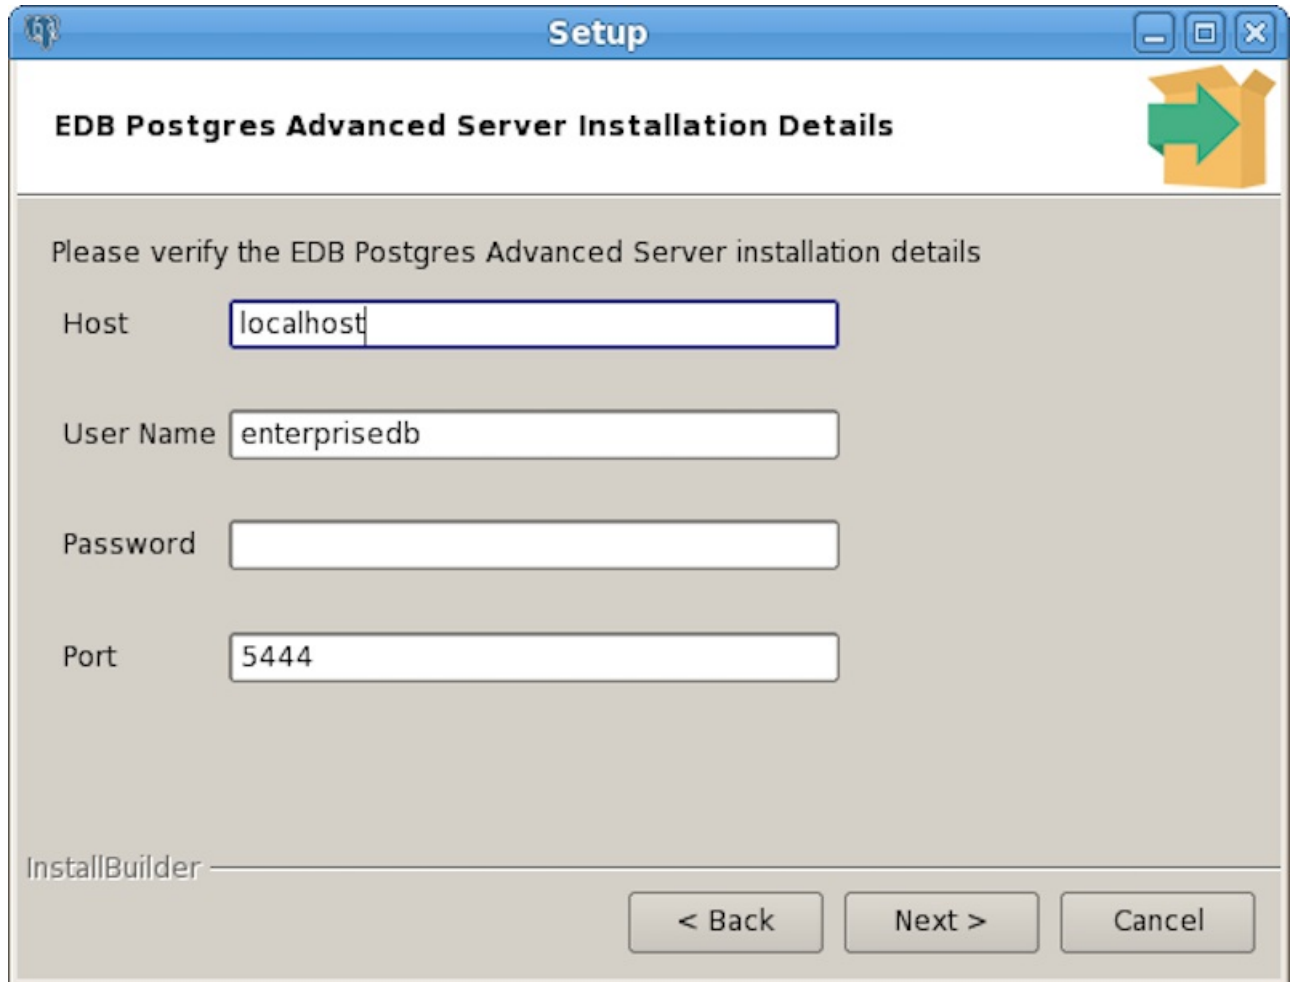 Setup
EDB Postgres Advanced Server Installation Details
Please verify the EDB Postgres Advanced Server installation details
Host localhost
User Name enterprisedb
Password
Port 5444
InstallBuilder
< Back Next > Cancel